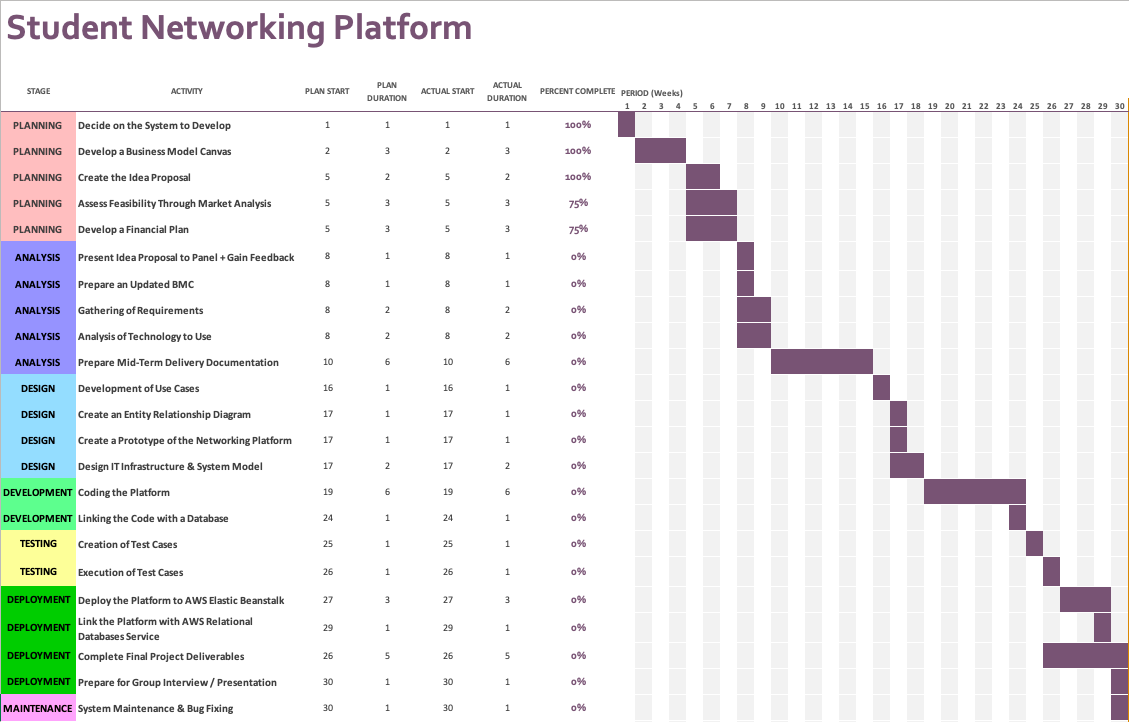 Student Networking Platform
STAGE ACTIVITY PLAN START PLAN DURATION ACTUAL START ACTUAL DURATION PERCENT COMPLETE PERIOD (Weeks)
1 2 3 4 5 6 7 8 9 10 11 12 13 14 15 16 17 18 19 20 21 22 23 24 25 26 27 28 29 30
PLANNING Decide on the System to Develop 1 1 1 1 100%
PLANNING Develop a Business Model Canvas 2 3 2 3 100%
PLANNING Create the Idea Proposal 5 2 5 2 100%
PLANNING Assess Feasibility Through Market Analysis 5 3 5 3 75%
PLANNING Develop a Financial Plan 5 3 5 3 75%
ANALYSIS Present Idea Proposal to Panel + Gain Feedback 8 1 8 1 0%
ANALYSIS Prepare an Updated BMC 8 1 8 1 0%
ANALYSIS Gathering of Requirements 8 2 8 2 0%
ANALYSIS Analysis of Technology to Use 8 2 8 2 0%
ANALYSIS Prepare Mid-Term Delivery Documentation 10 6 10 6 0%
DESIGN Development of Use Cases 16 1 16 1 0%
DESIGN Create an Entity Relationship Diagram 17 1 17 1 0%
DESIGN Create a Prototype of the Networking Platform 17 1 17 1 0%
DESIGN Design IT Infrastructure & System Model 17 2 17 2 0%
DEVELOPMENT Coding the Platform 19 6 19 6 0%
DEVELOPMENT Linking the Code with a Database 24 1 24 1 0%
TESTING Creation of Test Cases 25 1 25 1 0%
TESTING Execution of Test Cases 26 1 26 1 0%
DEPLOYMENT Deploy the Platform to AWS Elastic Beanstalk 27 3 27 3 0%
DEPLOYMENT Link the Platform with AWS Relational
Databases Service 29 1 29 1 0%
DEPLOYMENT Complete Final Project Deliverables 26 5 26 5 0%
DEPLOYMENT Prepare for Group Interview / Presentation 30 1 30 1 0%
MAINTENANCE System Maintenance & Bug Fixing 30 1 30 1 0%